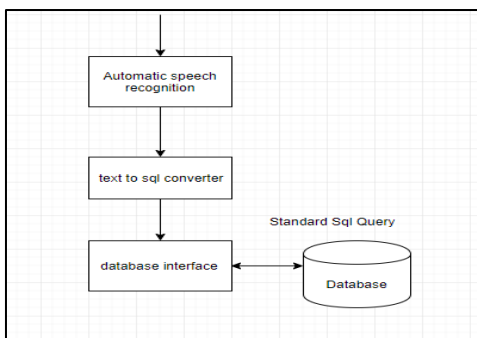 Automatic speech
recognition
text to sql converter
Standard Sql Query
database interface
Database